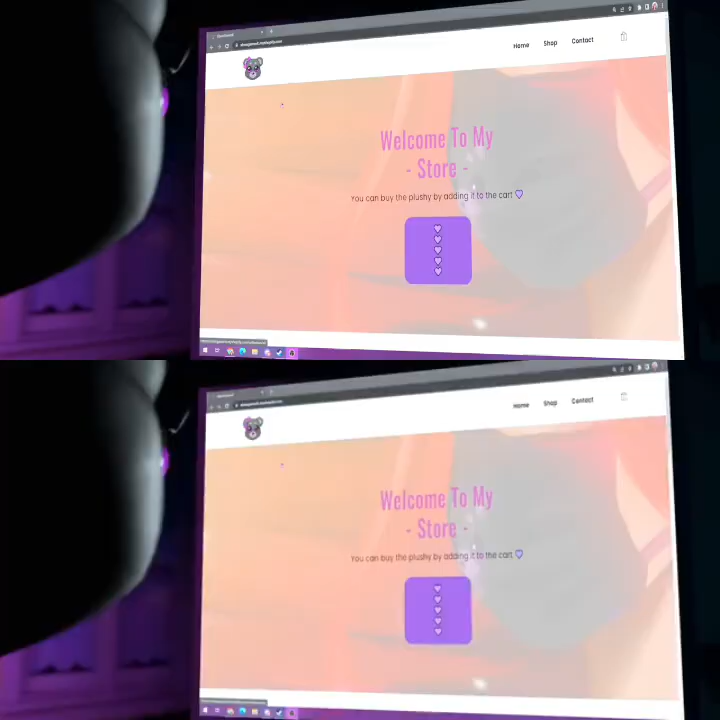 Home Shop Contact
Welcome To My
- Store -
You can buy the plushy by adding it to the cart 💜
Home Shop Contact
Welcome To My
- Store -
You can buy the plushy by adding it to the cart 💜